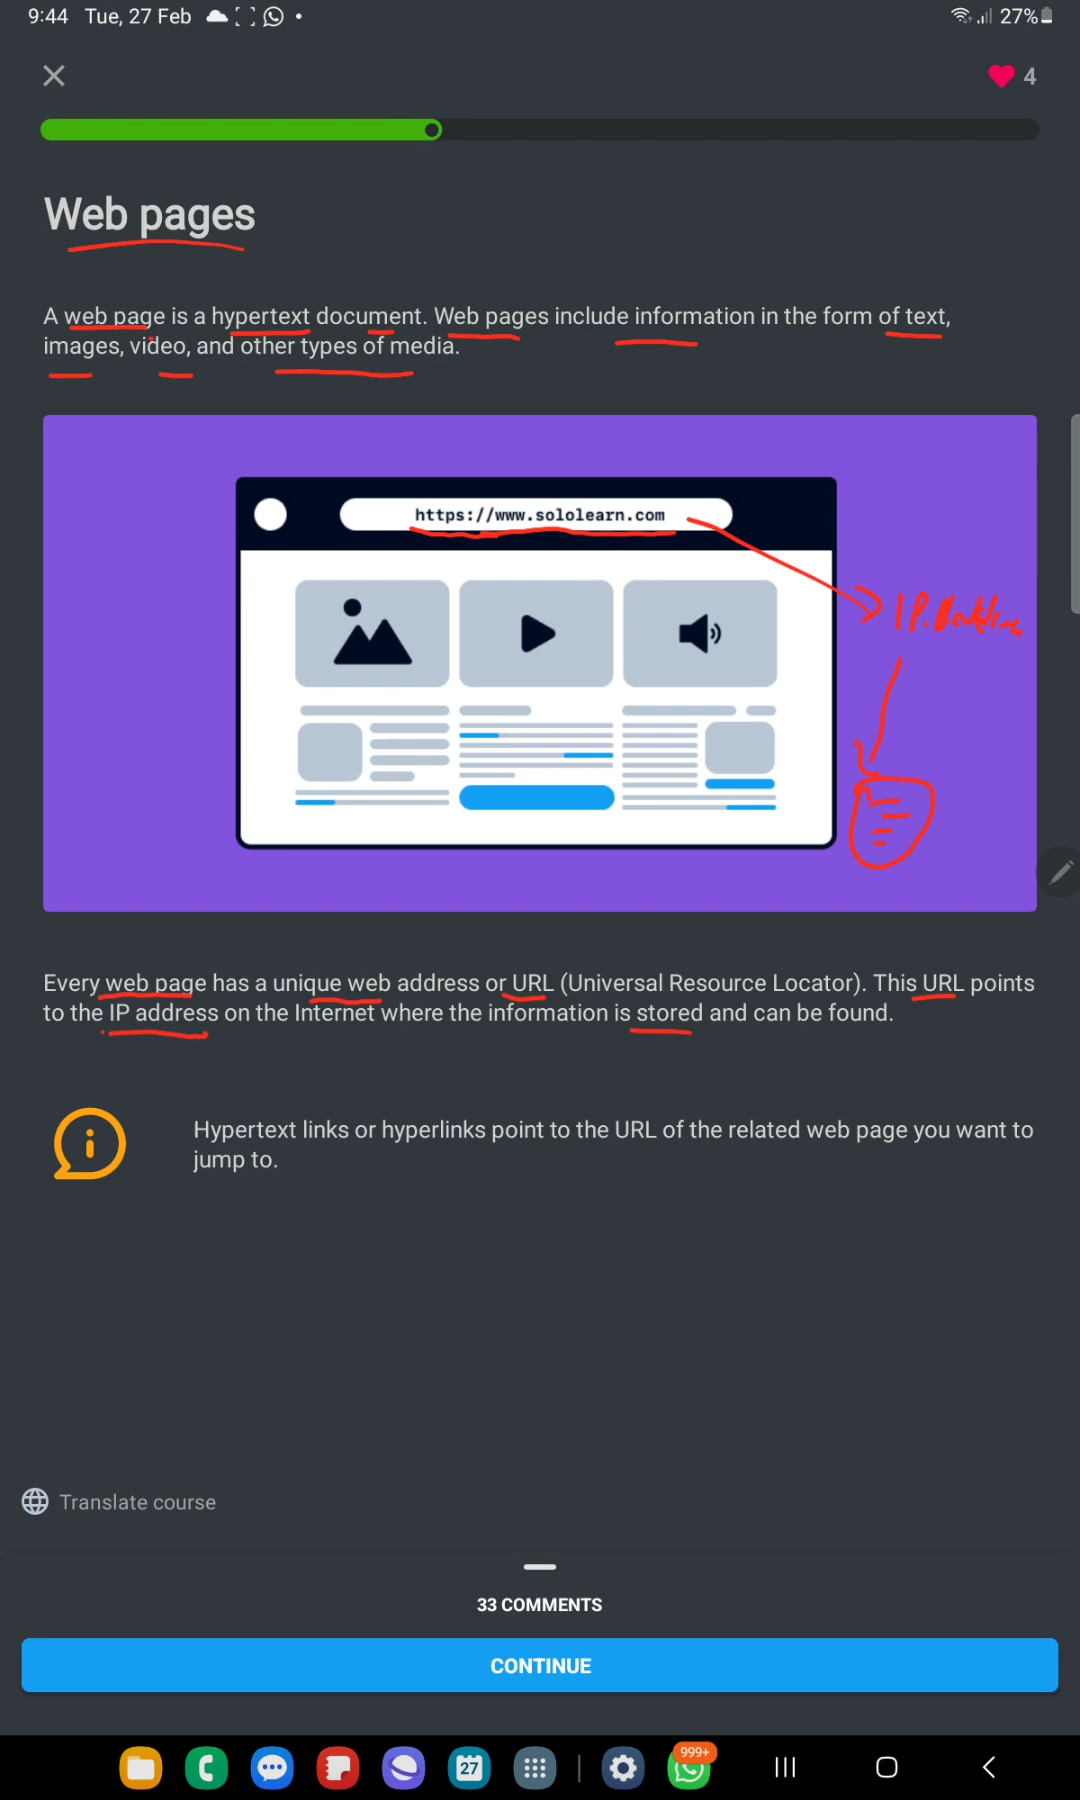 9:44 Tue, 27 Feb
27%
4
Web pages
A web page is a hypertext document. Web pages include information in the form of text,
images, video, and other types of media.
https://www.sololearn.com
IP.
Every web page has a unique web address or URL (Universal Resource Locator). This URL points
to the IP address on the Internet where the information is stored and can be found.
Hypertext links or hyperlinks point to the URL of the related web page you want to
jump to.
Translate course
33 COMMENTS
CONTINUE
27
999+